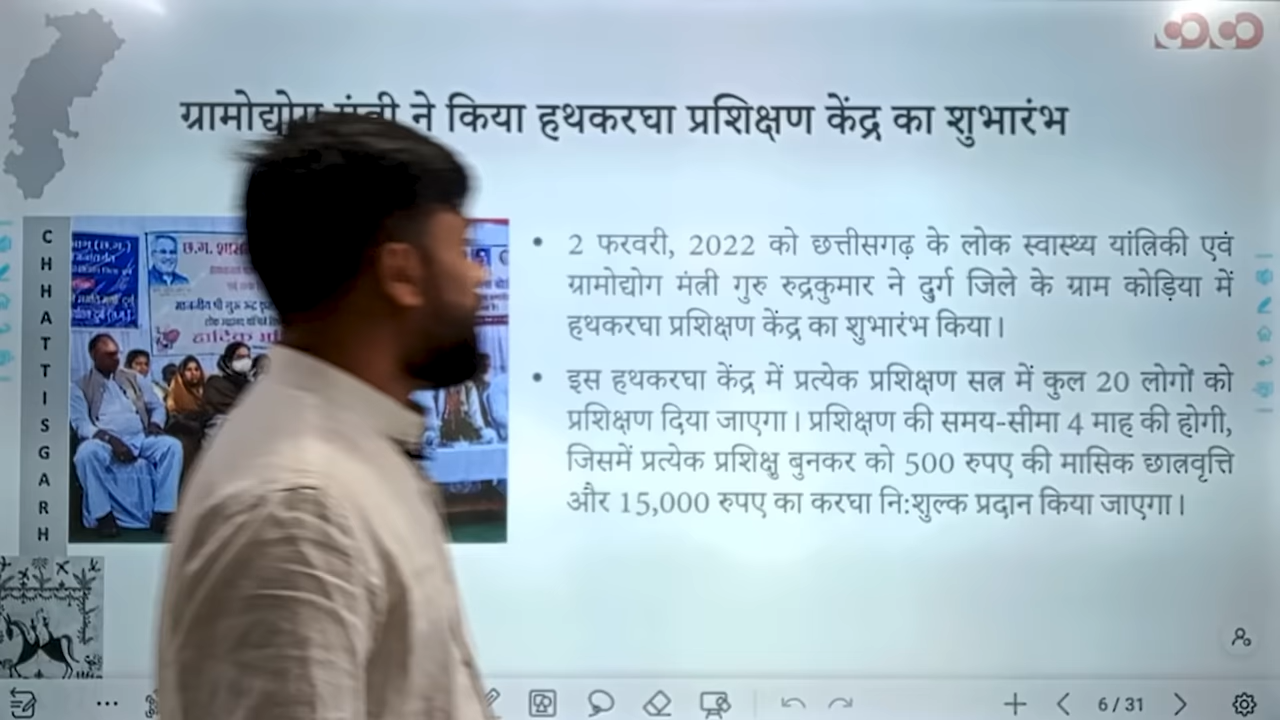 ग्रामोद्योग मंत्री ने किया हथकरघा प्रशिक्षण केंद्र का शुभारंभ
CHHATTISGARH
छ.ग. शास
माननीय श्री गुरु रूद्र कु
हार्दिक
• 2 फरवरी, 2022 को छत्तीसगढ़ के लोक स्वास्थ्य यांत्रिकी एवं
ग्रामोद्योग मंत्री गुरु रुद्रकुमार ने दुर्ग जिले के ग्राम कोड़िया में
हथकरघा प्रशिक्षण केंद्र का शुभारंभ किया।
• इस हथकरघा केंद्र में प्रत्येक प्रशिक्षण सत्र में कुल 20 लोगों को
प्रशिक्षण दिया जाएगा। प्रशिक्षण की समय-सीमा 4 माह की होगी,
जिसमें प्रत्येक प्रशिक्षु बुनकर को 500 रुपए की मासिक छात्रवृत्ति
और 15,000 रुपए का करघा नि:शुल्क प्रदान किया जाएगा।
6 / 31